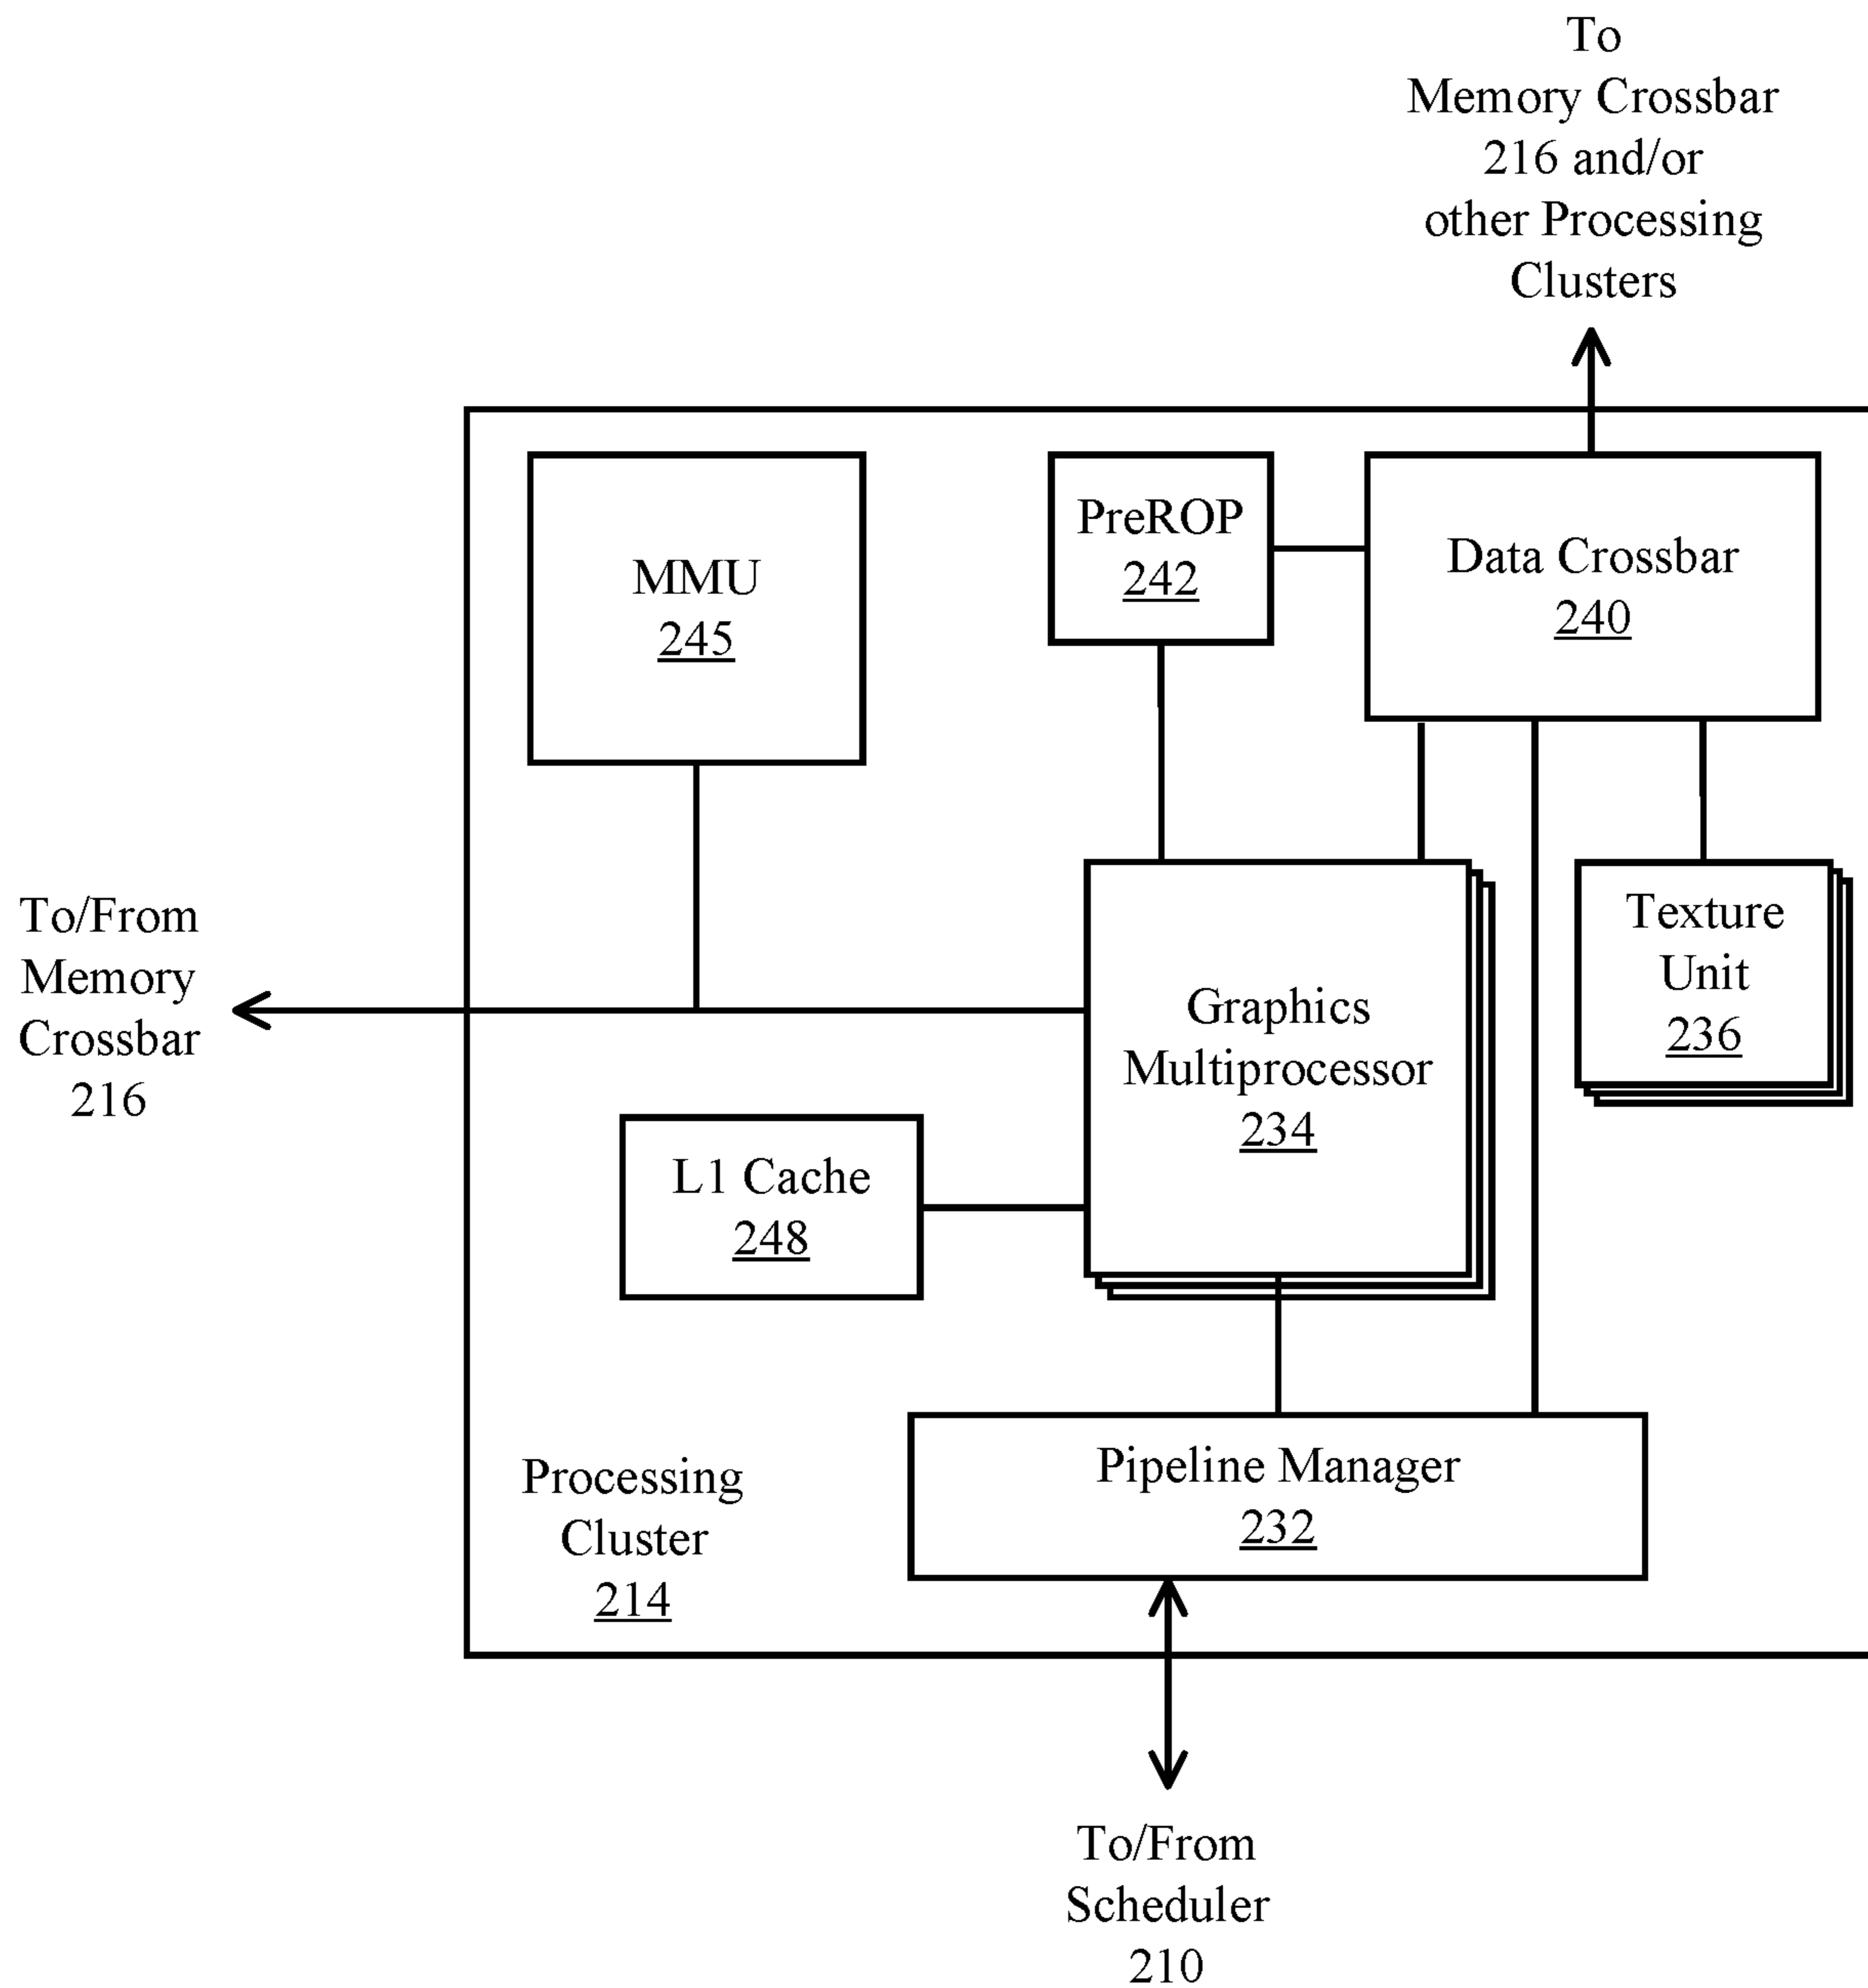 To
Memory Crossbar
216 and/or
other Processing
Clusters
MMU
245
PreROP
242
Data Crossbar
240
To/From
Memory
Crossbar
216
Graphics
Multiprocessor
234
Texture
Unit
236
L1 Cache
248
Processing
Cluster
214
Pipeline Manager
232
To/From
Scheduler
210